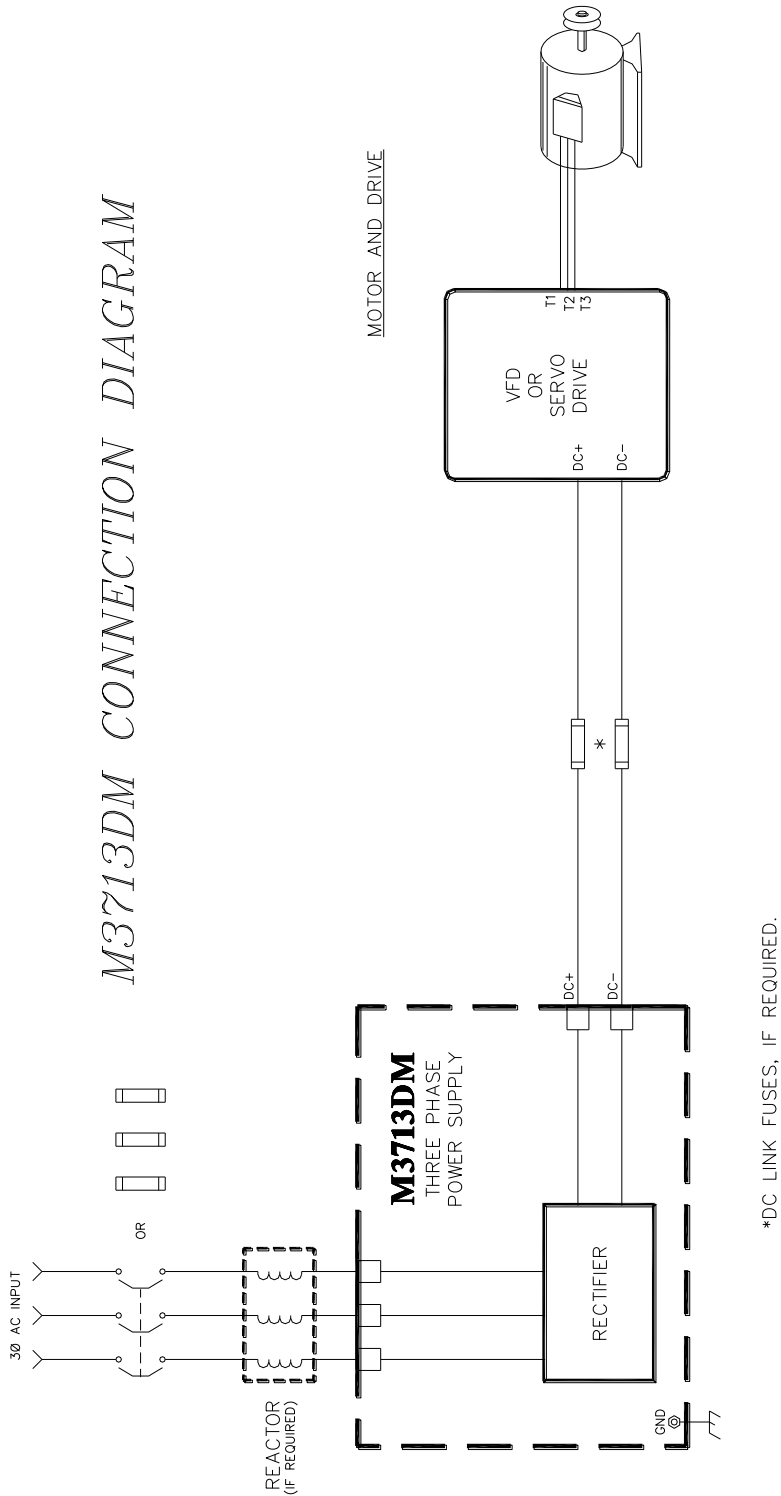 M3713DM CONNECTION DIAGRAM
3Ø AC INPUT
OR
REACTOR
(IF REQUIRED)
M3713DM
THREE PHASE
POWER SUPPLY
RECTIFIER
GND
DC+
DC-
*
MOTOR AND DRIVE
VFD
OR
SERVO
DRIVE
DC+
DC-
T1
T2
T3
*DC LINK FUSES, IF REQUIRED.